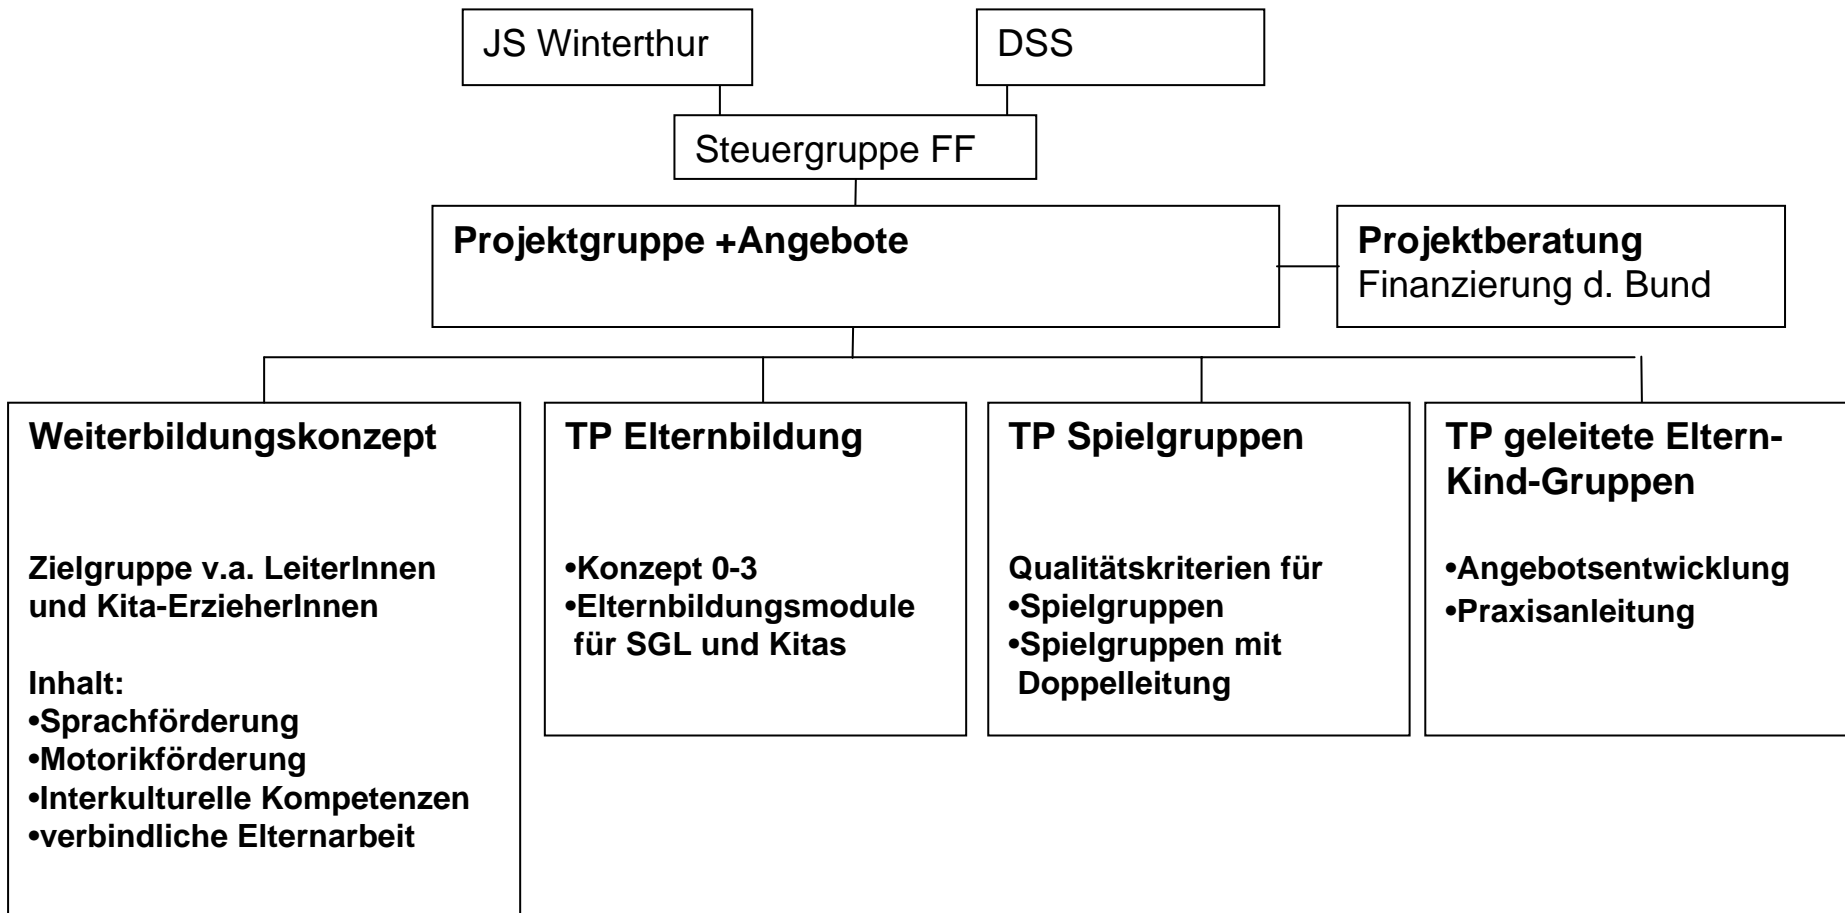 JS Winterthur
DSS
Steuergruppe FF
Projektgruppe +Angebote
Projektberatung
Finanzierung d. Bund
Weiterbildungskonzept
Zielgruppe v.a. LeiterInnen
und Kita-ErzieherInnen
Inhalt:
•Sprachförderung
•Motorikförderung
•Interkulturelle Kompetenzen
•verbindliche Elternarbeit
TP Elternbildung
•Konzept 0-3
•Elternbildungsmodule
für SGL und Kitas
TP Spielgruppen
Qualitätskriterien für
•Spielgruppen
•Spielgruppen mit
Doppelleitung
TP geleitete Eltern-
Kind-Gruppen
•Angebotsentwicklung
•Praxisanleitung